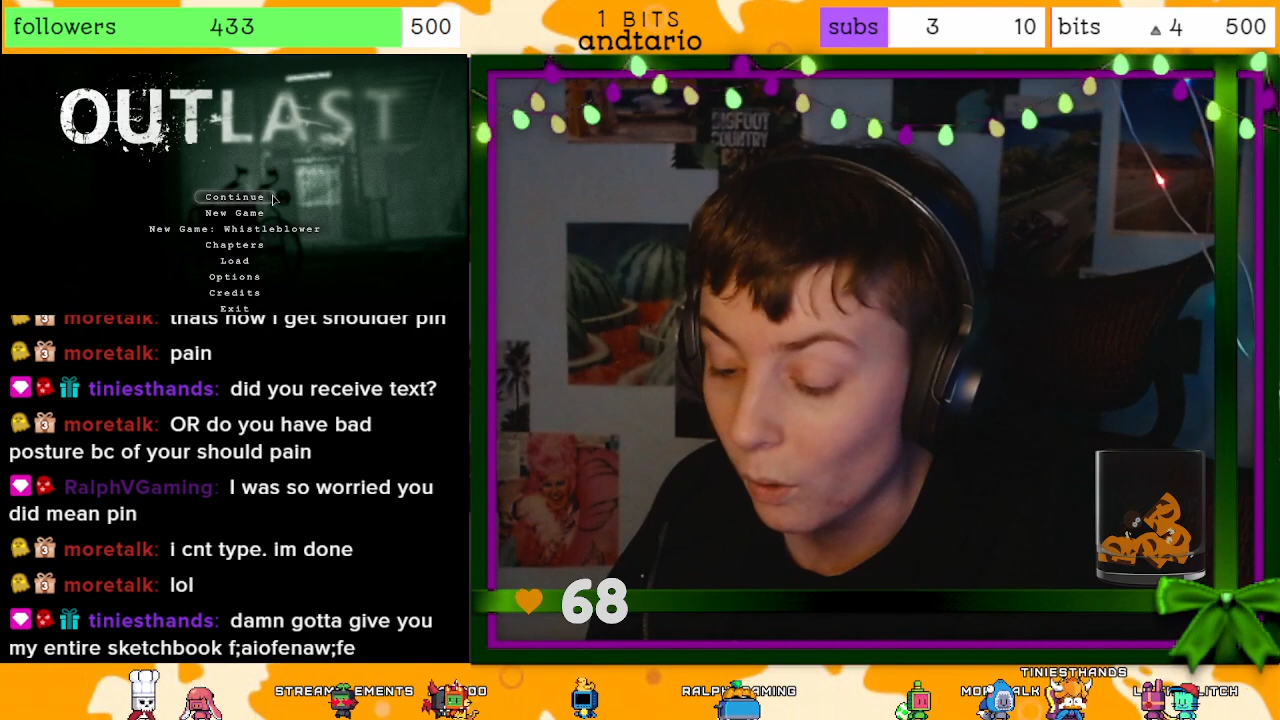 followers 433 500
1 BITS
andtario
subs 3 10
bits 4 500
OUTLAST
Continue
New Game
New Game: Whistleblower
Chapters
Load
Options
Credits
Exit
BIGFOOT
COUNTRY
moretalk: thats how i get shoulder pin
moretalk: pain
tiniesthands: did you receive text?
moretalk: OR do you have bad
posture bc of your should pain
RalphVGaming: I was so worried you
did mean pin
moretalk: i cnt type. im done
moretalk: lol
tiniesthands: damn gotta give you
my entire sketchbook f;aiofenaw;fe
68
TINIESTHANDS